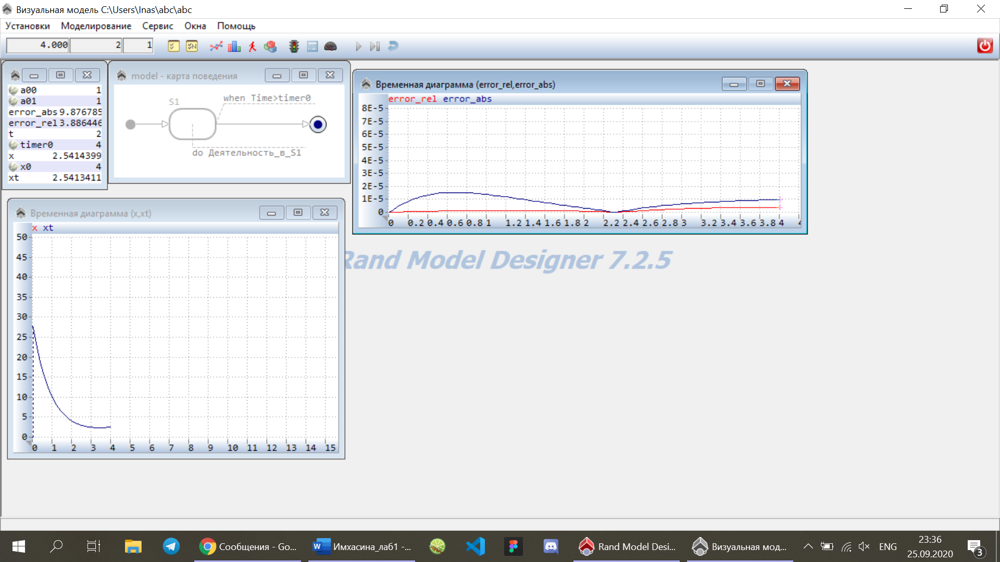 Визуальная модель C:\Users\Inas\abc\abc
Установки Моделирование Сервис Окна Помощь
4.000 2 1
a00 1
a01 1
error_abs 9.876785
error_rel 3.886446
t 2
timer0 4
x 2.5414399
x0 4
xt 2.5413411
model - карта поведения
S1
when Time>timer0
do Деятельность_в_S1
Временная диаграмма (error_rel,error_abs)
error_rel error_abs
8E-5
7E-5
6E-5
5E-5
4E-5
3E-5
2E-5
1E-5
0
0 0.2 0.4 0.6 0.8 1 1.2 1.4 1.6 1.8 2 2.2 2.4 2.6 2.8 3 3.2 3.4 3.6 3.8 4
Временная диаграмма (x,xt)
x xt
50
45
40
35
30
25
20
15
10
5
0
0 1 2 3 4 5 6 7 8 9 10 11 12 13 14 15
Rand Model Designer 7.2.5
Сообщения - Go...
Имхасина_лаб1 -...
Rand Model Desi...
Визуальная мод...
ENG
23:36
25.09.2020
3